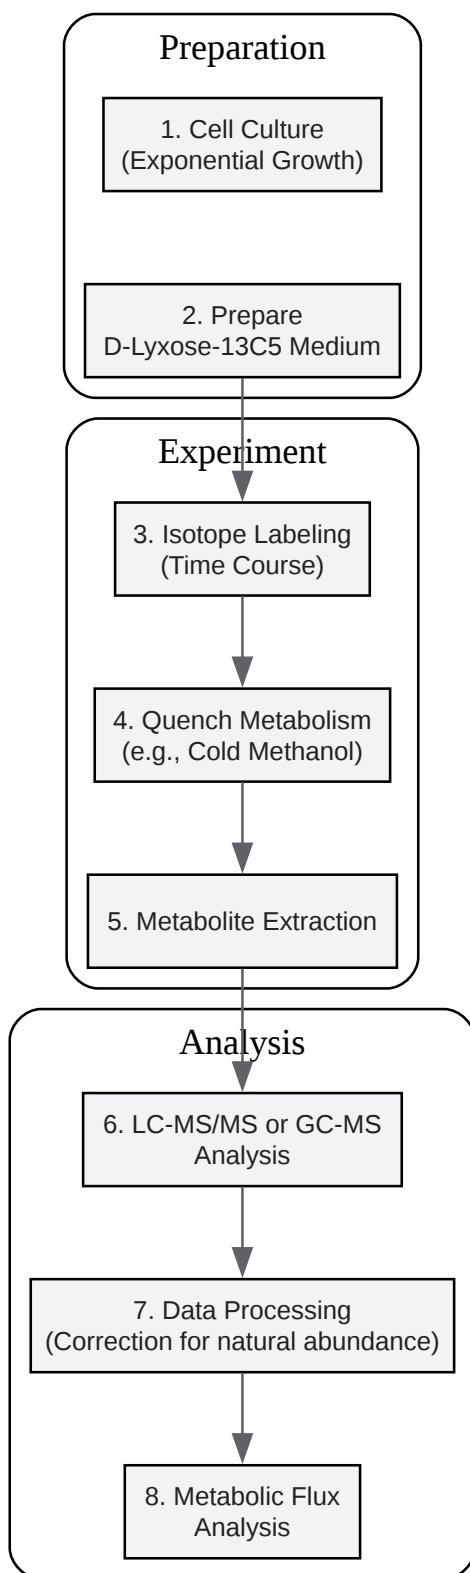 Preparation
1. Cell Culture
(Exponential Growth)
2. Prepare
D-Lyxose-13C5 Medium
Experiment
3. Isotope Labeling
(Time Course)
4. Quench Metabolism
(e.g., Cold Methanol)
5. Metabolite Extraction
Analysis
6. LC-MS/MS or GC-MS
Analysis
7. Data Processing
(Correction for natural abundance)
8. Metabolic Flux
Analysis